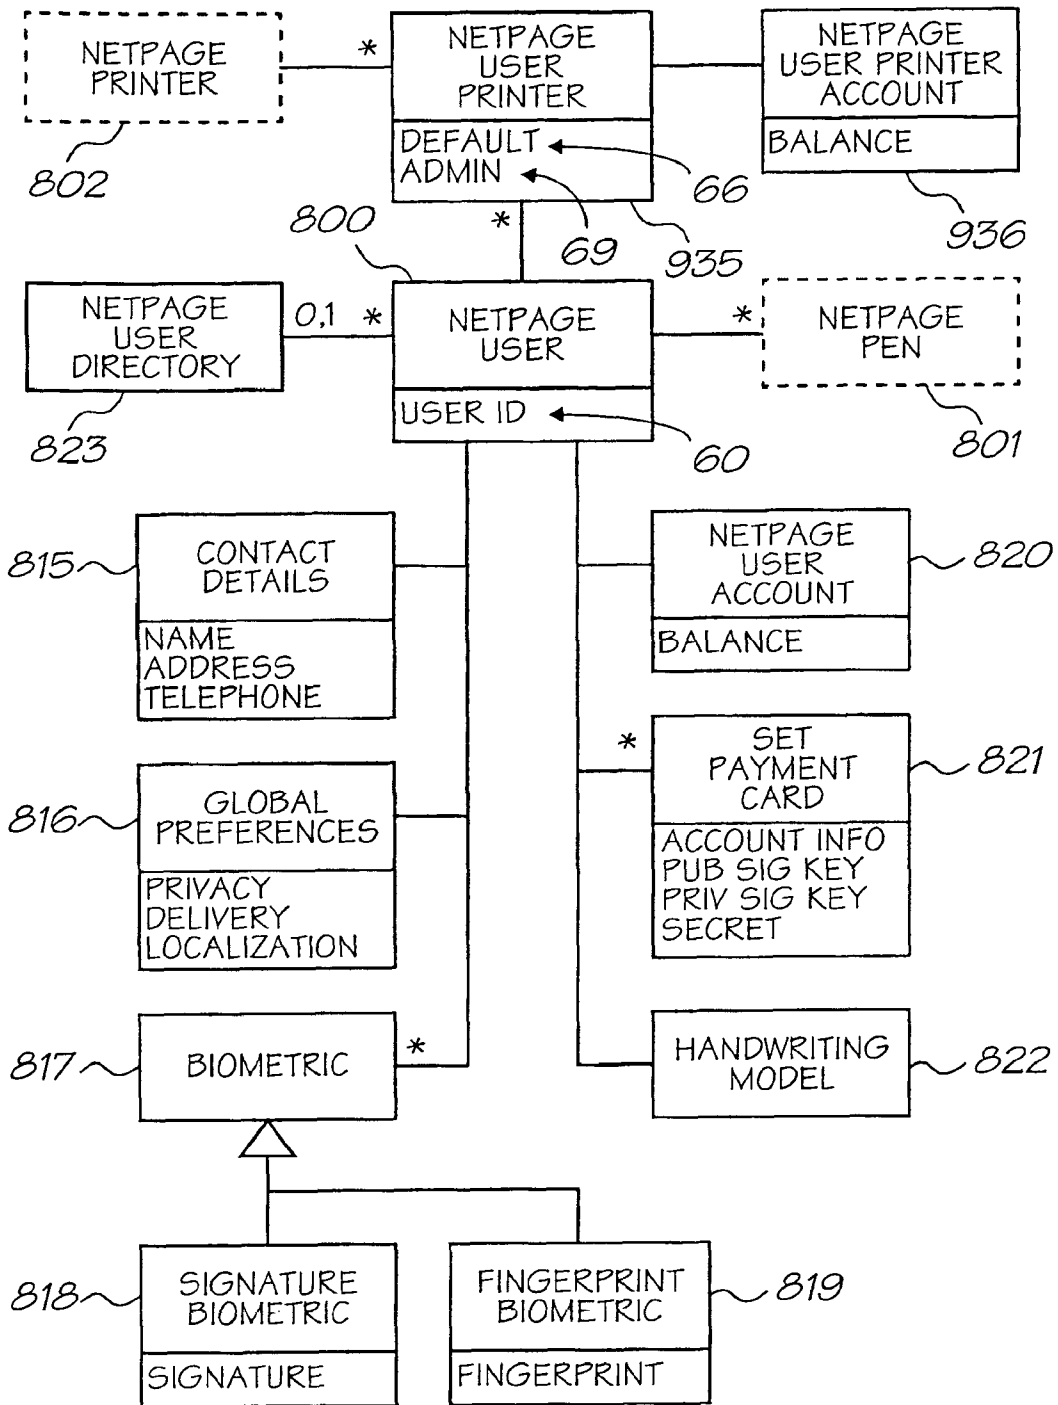 NETPAGE
PRINTER
802
*
NETPAGE
USER
PRINTER
DEFAULT
ADMIN
66
69
935
NETPAGE
USER PRINTER
ACCOUNT
BALANCE
936
800
*
NETPAGE
USER
DIRECTORY
823
0,1
*
NETPAGE
USER
USER ID
60
*
NETPAGE
PEN
801
815
CONTACT
DETAILS
NAME
ADDRESS
TELEPHONE
NETPAGE
USER
ACCOUNT
BALANCE
820
816
GLOBAL
PREFERENCES
PRIVACY
DELIVERY
LOCALIZATION
*
SET
PAYMENT
CARD
ACCOUNT INFO
PUB SIG KEY
PRIV SIG KEY
SECRET
821
817
BIOMETRIC
*
HANDWRITING
MODEL
822
818
SIGNATURE
BIOMETRIC
SIGNATURE
FINGERPRINT
BIOMETRIC
FINGERPRINT
819